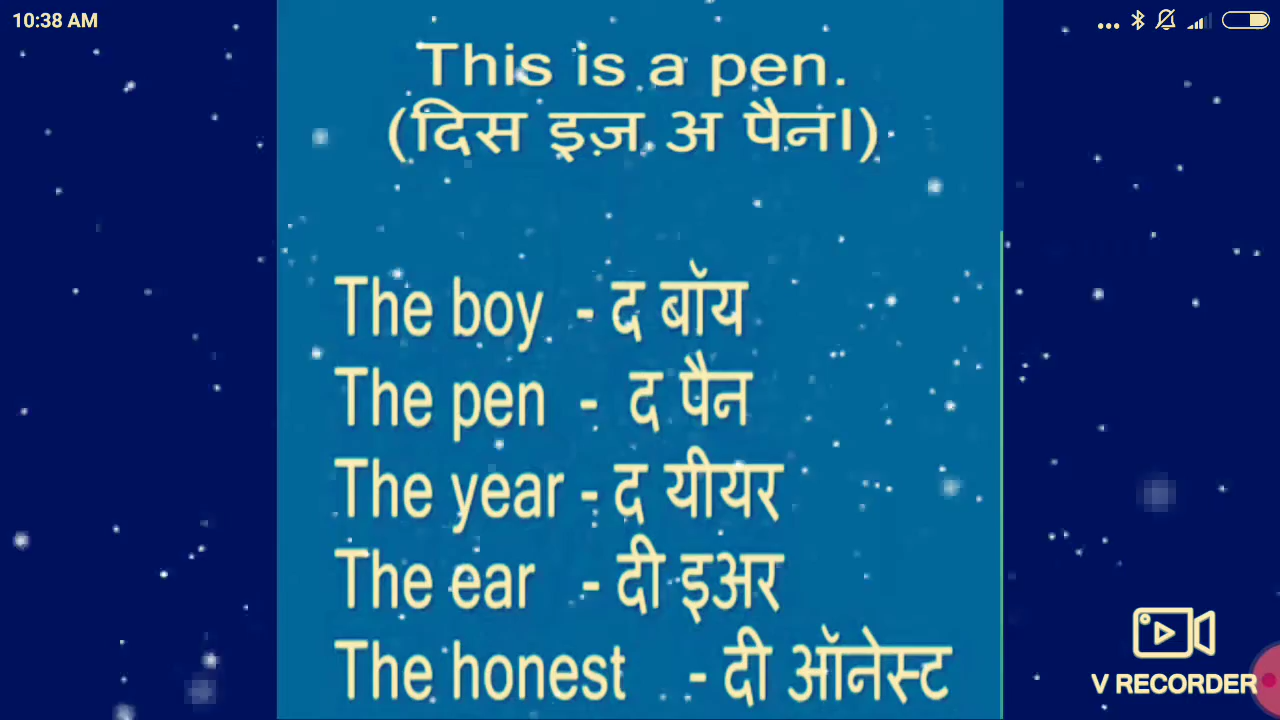 10:38 AM
This is a pen.
(दिस इज़ अ पैन।)
The boy - द बॉय
The pen - द पैन
The year - द यीयर
The ear - दी इअर
The honest - दी ऑनेस्ट
V RECORDER